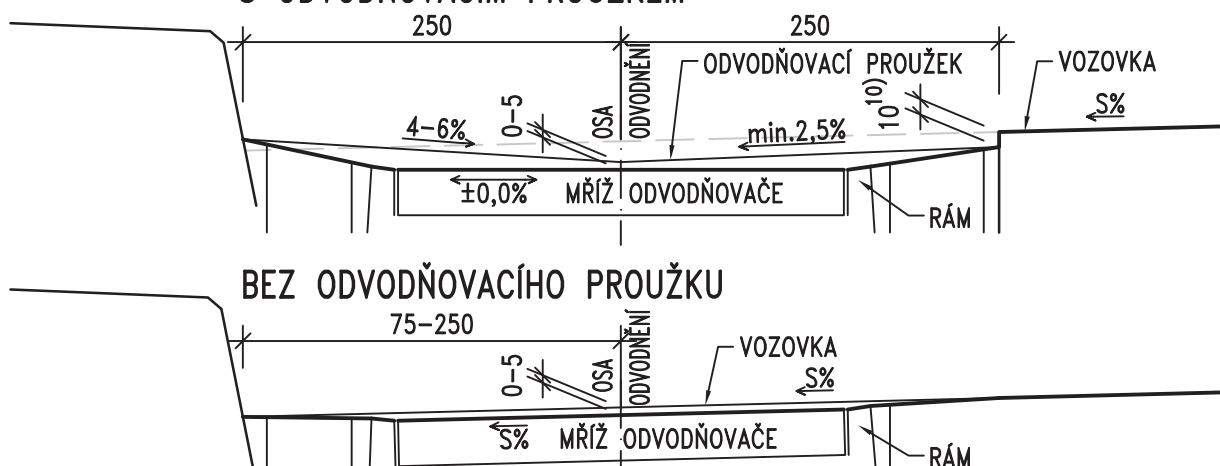 S ODVODŇOVACÍM PROUŽKEM
250
250
OSA
ODVODNĚNÍ
ODVODŇOVACÍ PROUŽEK
10 10)
VOZOVKA
S%
0-5
4-6%
min.2,5%
±0,0%
MŘÍŽ ODVODŇOVAČE
RÁM
BEZ ODVODŇOVACÍHO PROUŽKU
75-250
OSA
ODVODNĚNÍ
VOZOVKA
0-5
S%
S%
MŘÍŽ ODVODŇOVAČE
RÁM